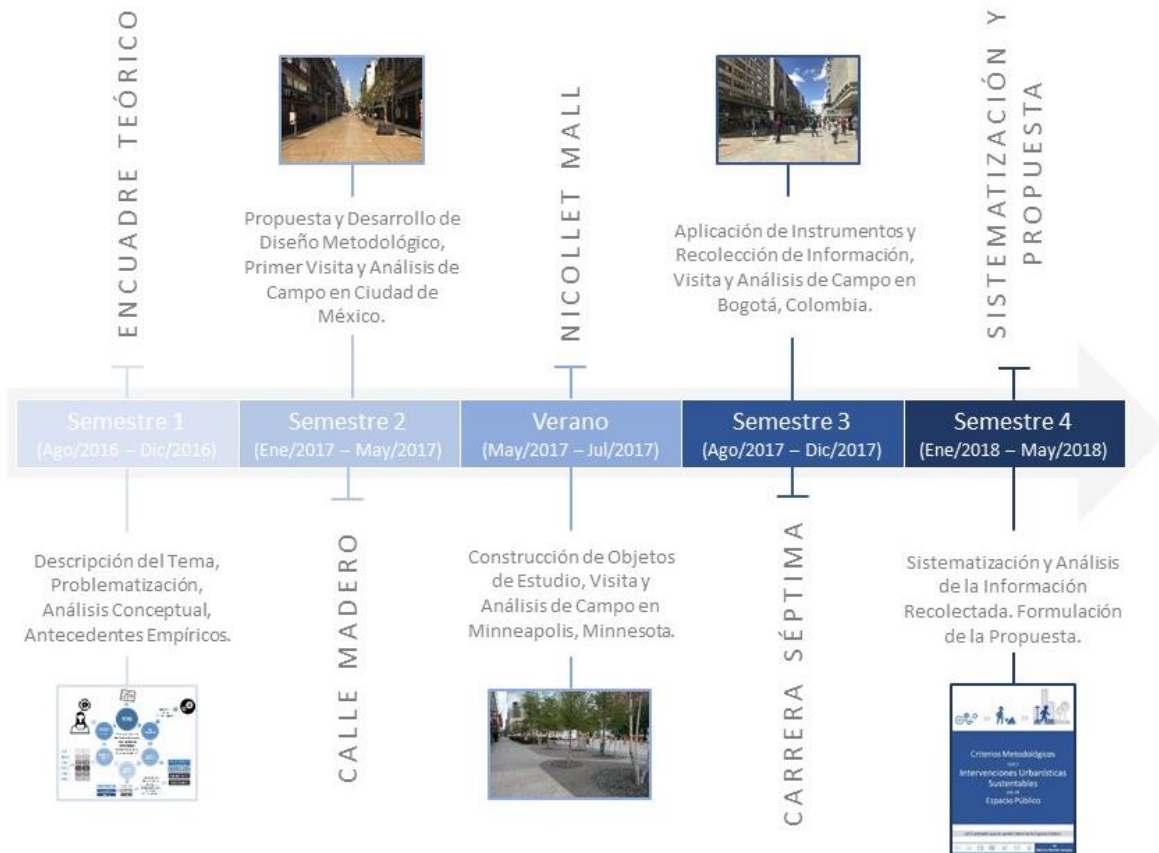 ENCUADRE TEÓRICO
Propuesta y Desarrollo de
Diseño Metodológico,
Primer Visita y Análisis de
Campo en Ciudad de
México.
NICOLLET MALL
Aplicación de Instrumentos y
Recolección de Información,
Visita y Análisis de Campo en
Bogotá, Colombia.
SISTEMATIZACIÓN Y
PROPUESTA
Semestre 1
(Ago/2016 – Dic/2016)
Semestre 2
(Ene/2017 – May/2017)
Verano
(May/2017 – Jul/2017)
Semestre 3
(Ago/2017 – Dic/2017)
Semestre 4
(Ene/2018 – May/2018)
Descripción del Tema,
Problematización,
Análisis Conceptual,
Antecedentes Empíricos.
CALLE MADERO
Construcción de Objetos
de Estudio, Visita y
Análisis de Campo en
Minneapolis, Minnesota.
CARRERA SÉPTIMA
Sistematización y Análisis
de la Información
Recolectada. Formulación
de la Propuesta.
Criterios Metodológicos
para
Intervenciones Urbanísticas
Sustentables
en el
Espacio Público